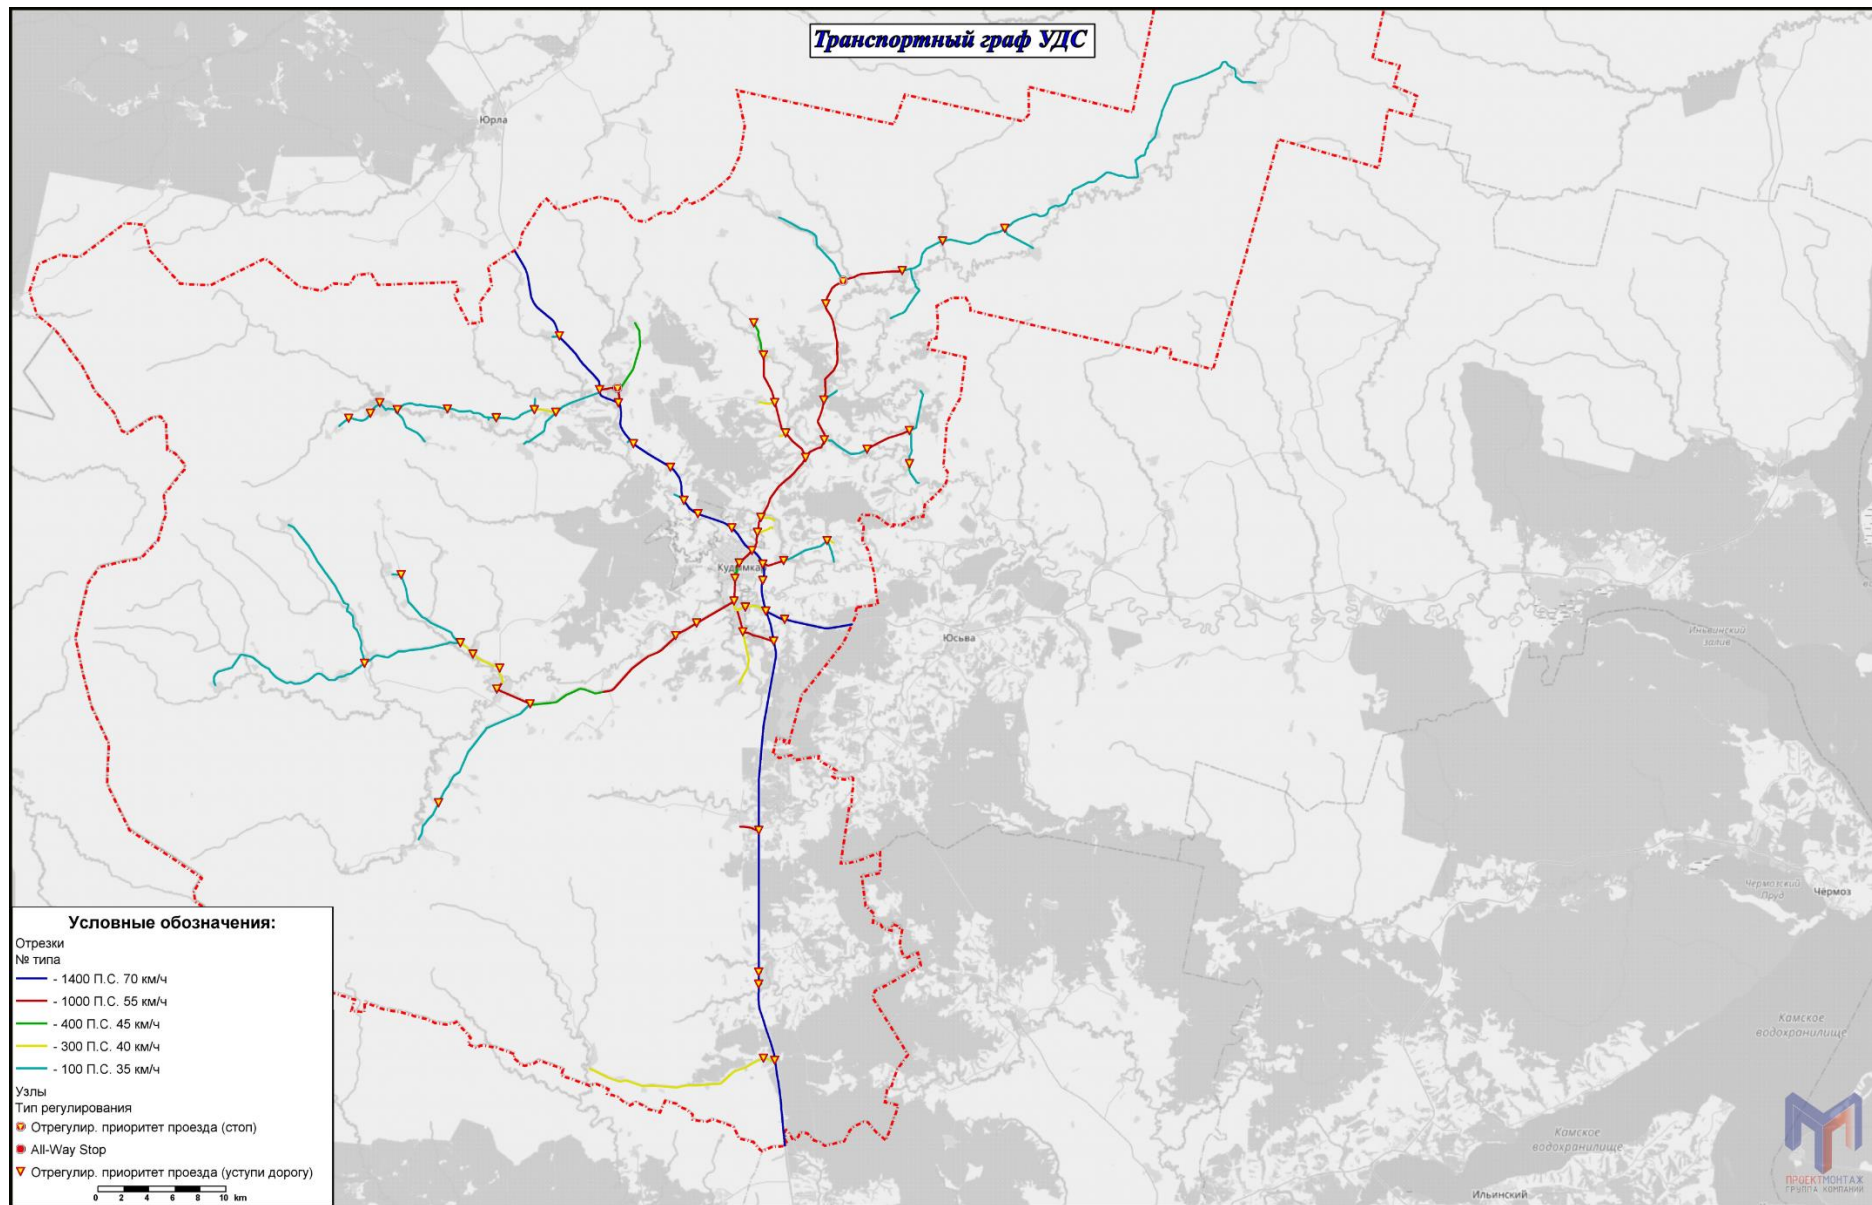 Транспортный граф УДС
Юрла
Кудымка
Юсьва
Иньвинский
залив
Чермозский
Пруд
Чёрмоз
Камское
водохранилище
Камское
водохранилище
Ильинский
Условные обозначения:
Отрезки
№ типа
- 1400 П.С. 70 км/ч
- 1000 П.С. 55 км/ч
- 400 П.С. 45 км/ч
- 300 П.С. 40 км/ч
- 100 П.С. 35 км/ч
Узлы
Тип регулирования
Отрегулир. приоритет проезда (стоп)
All-Way Stop
Отрегулир. приоритет проезда (уступи дорогу)
0 2 4 6 8 10 km
ПРОЕКТМОНТАЖ
ГРУППА КОМПАНИЙ